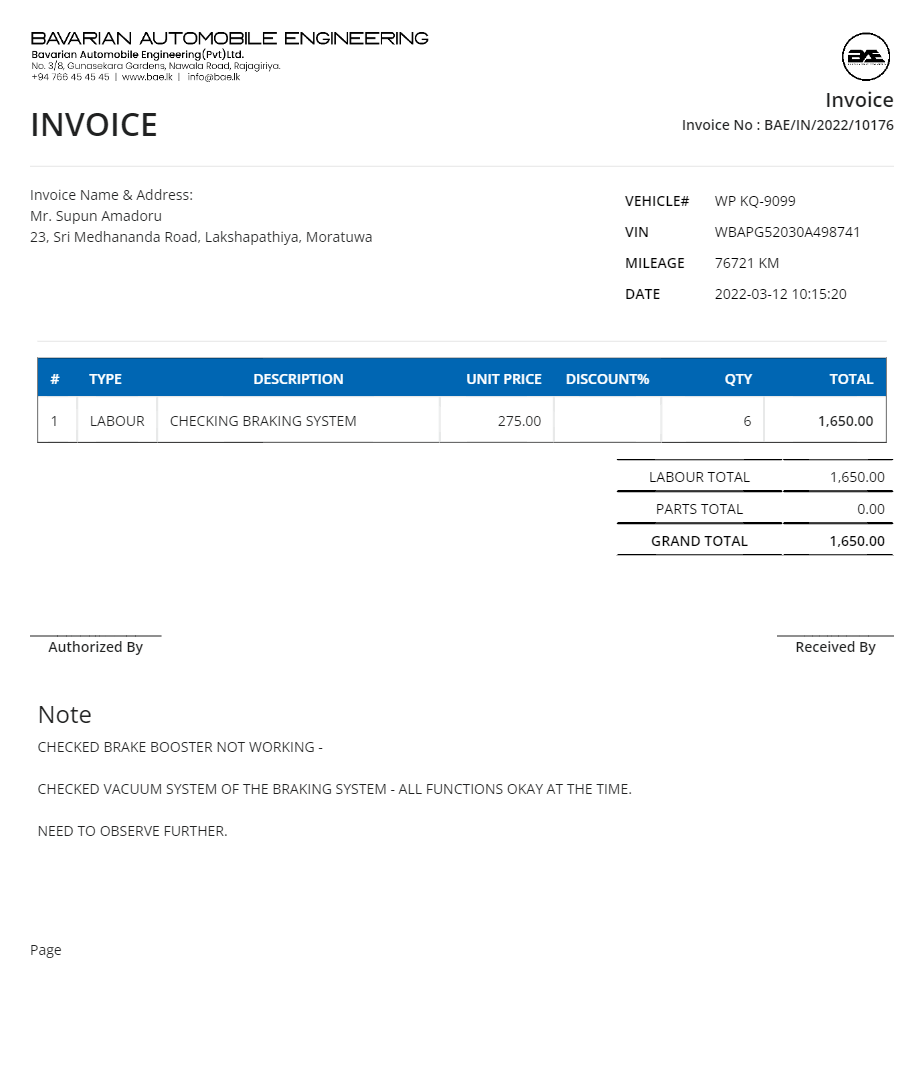 BAVARIAN AUTOMOBILE ENGINEERING
Bavarian Automobile Engineering(Pvt)Ltd.
No. 3/8, Gunasekara Gardens, Nawala Road, Rajagiriya.
+94 766 45 45 45 | www.bae.lk | info@bae.lk
BAE
Invoice
INVOICE
Invoice No : BAE/IN/2022/10176
Invoice Name & Address:
Mr. Supun Amadoru
23, Sri Medhananda Road, Lakshapathiya, Moratuwa
VEHICLE# WP KQ-9099
VIN WBAPG52030A498741
MILEAGE 76721 KM
DATE 2022-03-12 10:15:20
# TYPE DESCRIPTION UNIT PRICE DISCOUNT% QTY TOTAL
1 LABOUR CHECKING BRAKING SYSTEM 275.00 6 1,650.00
LABOUR TOTAL 1,650.00
PARTS TOTAL 0.00
GRAND TOTAL 1,650.00
Authorized By Received By
Note
CHECKED BRAKE BOOSTER NOT WORKING -
CHECKED VACUUM SYSTEM OF THE BRAKING SYSTEM - ALL FUNCTIONS OKAY AT THE TIME.
NEED TO OBSERVE FURTHER.
Page